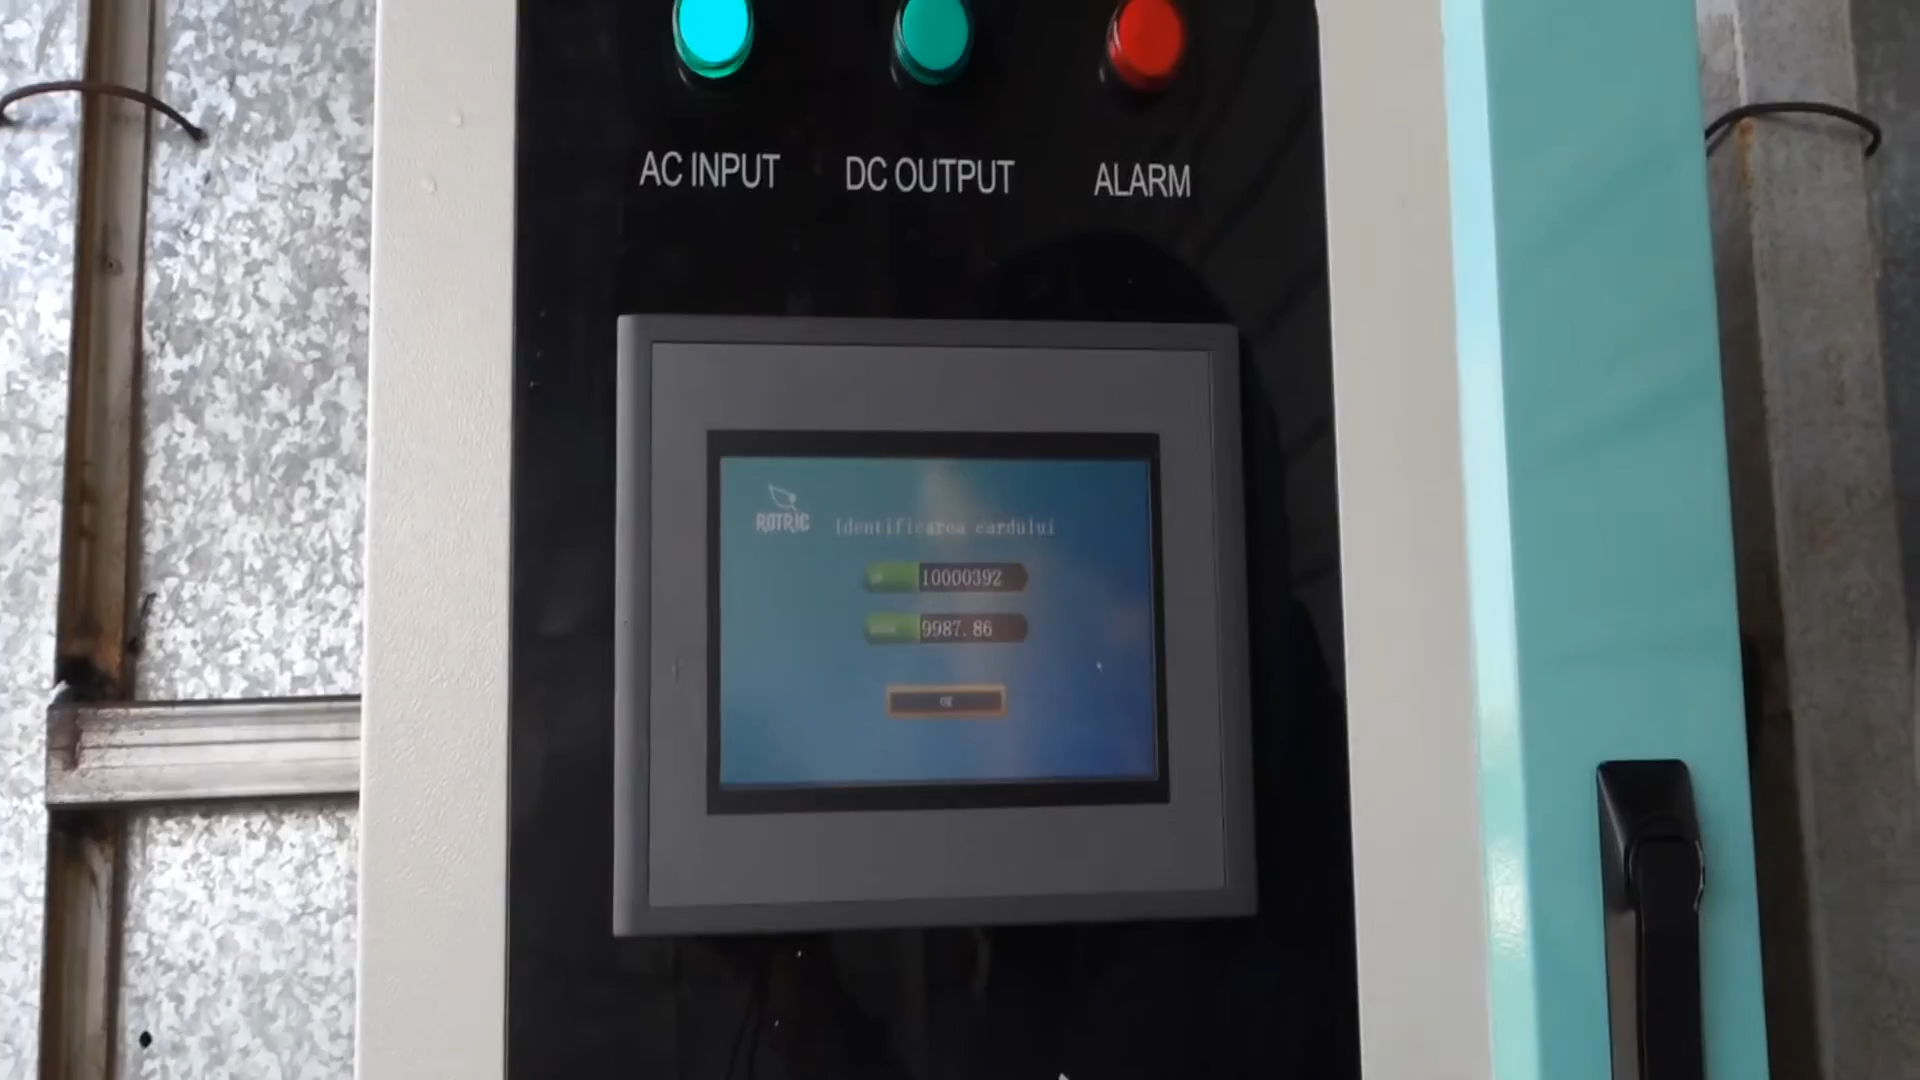 AC INPUT
DC OUTPUT
ALARM
ROTRIC
Identificarea cardului
10000392
9987.86